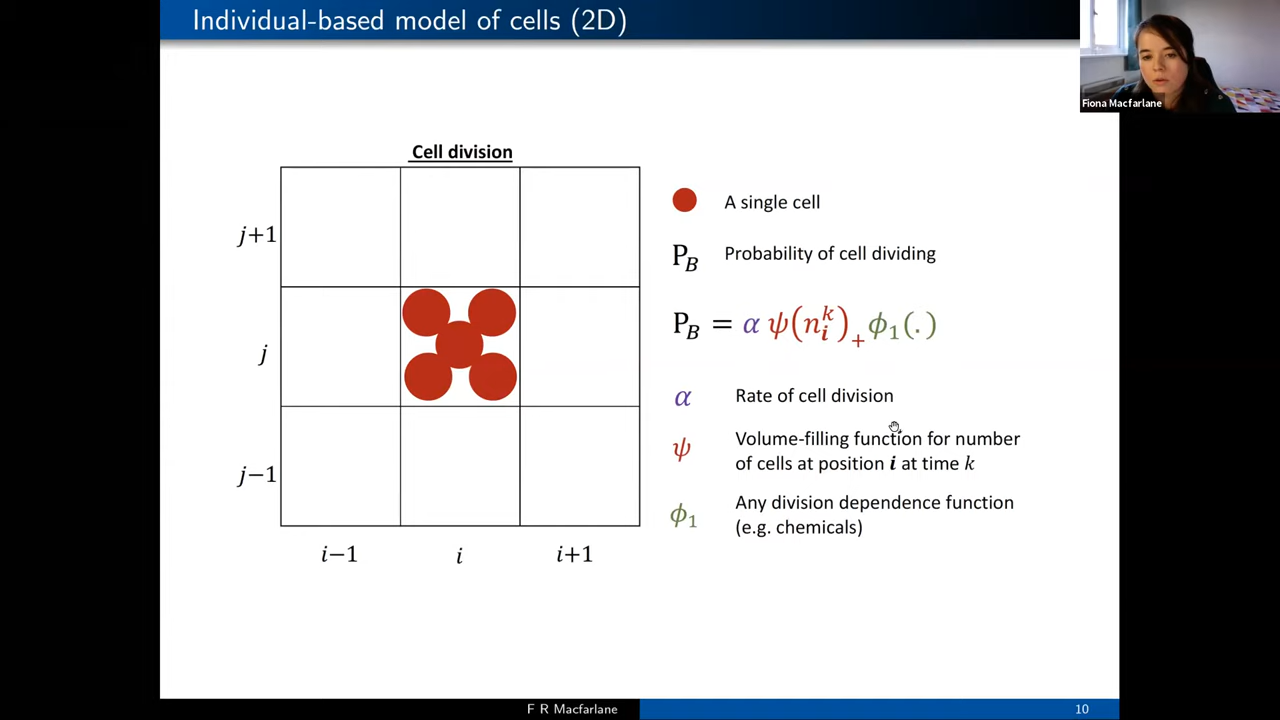 Individual-based model of cells (2D)
Fiona Macfarlane
Cell division
j+1
j
j−1
i−1
i
i+1
A single cell
P_B Probability of cell dividing
P_B = α ψ(n_i^k)_+ ϕ_1(.)
α Rate of cell division
ψ Volume-filling function for number
of cells at position i at time k
ϕ_1 Any division dependence function
(e.g. chemicals)
F R Macfarlane
10